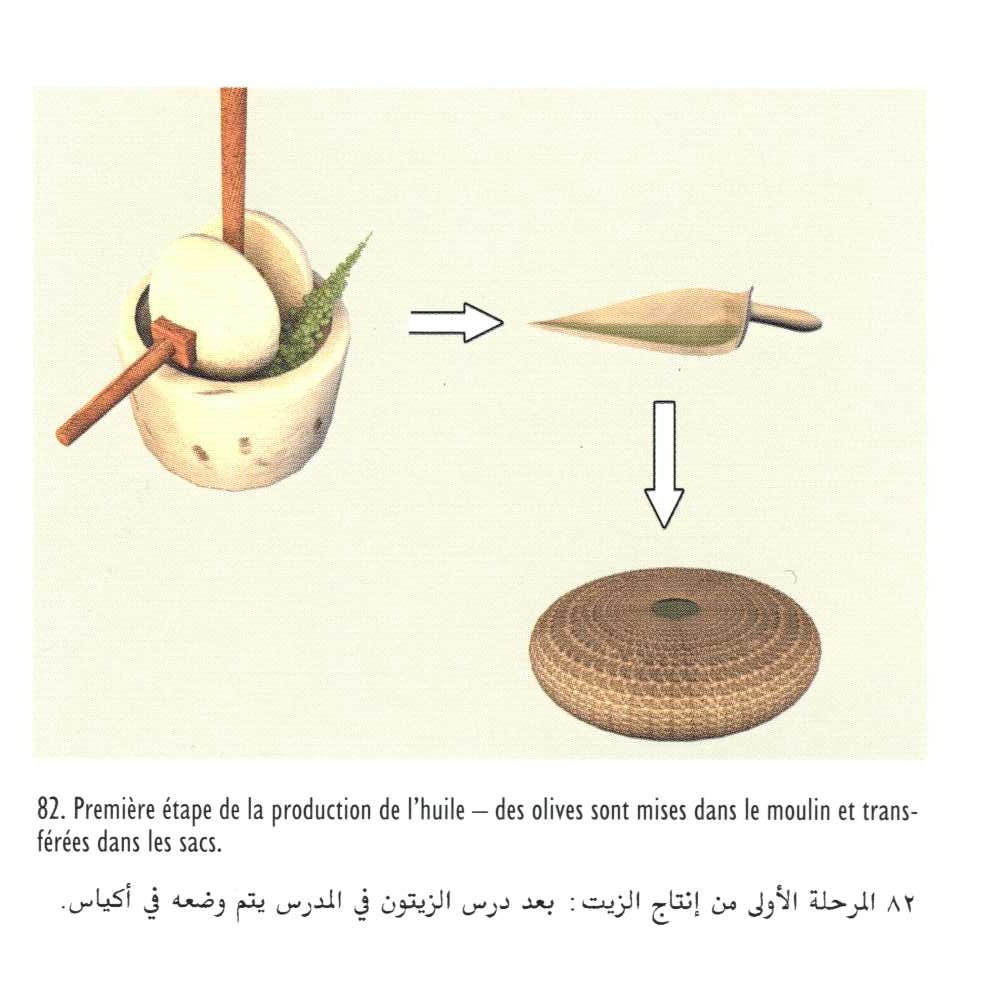 82. Première étape de la production de l'huile – des olives sont mises dans le moulin et trans-
férées dans les sacs.
٨٢ المرحلة الأولى من إنتاج الزيت : بعد درس الزيتون في المدرس يتم وضعه في أكياس.